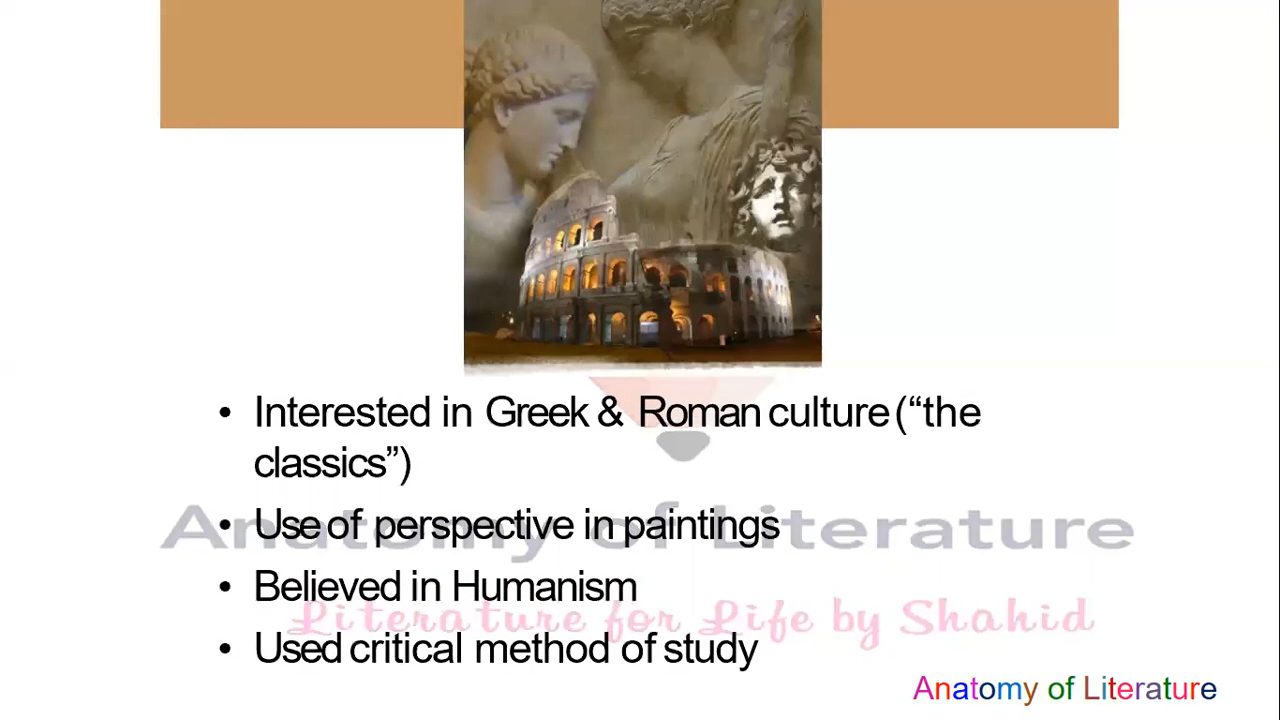 • Interested in Greek & Roman culture (“the
classics”)
• Use of perspective in paintings
Anatomy of Literature
• Believed in Humanism
Literature for Life by Shahid
• Used critical method of study
Anatomy of Literature